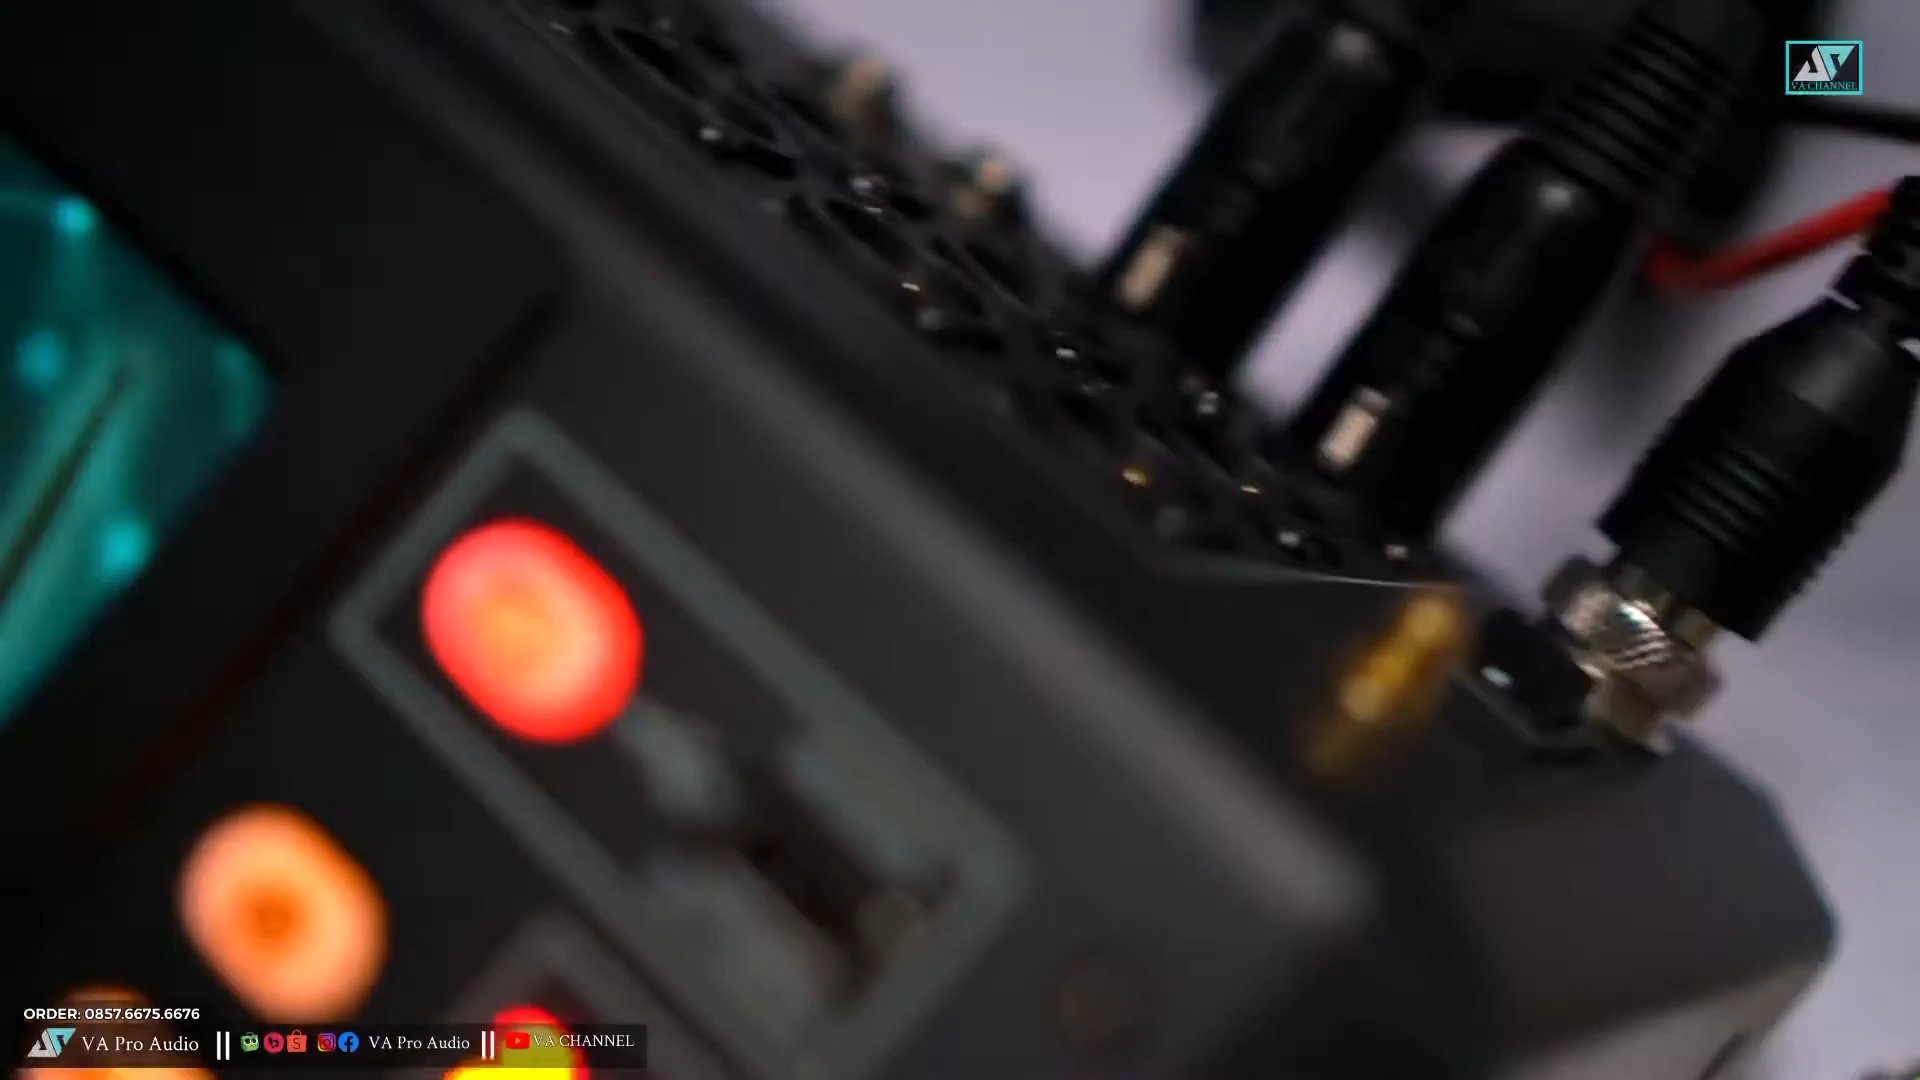 VA CHANNEL
ORDER: 0857.6675.6676
VA Pro Audio || VA Pro Audio || VA CHANNEL